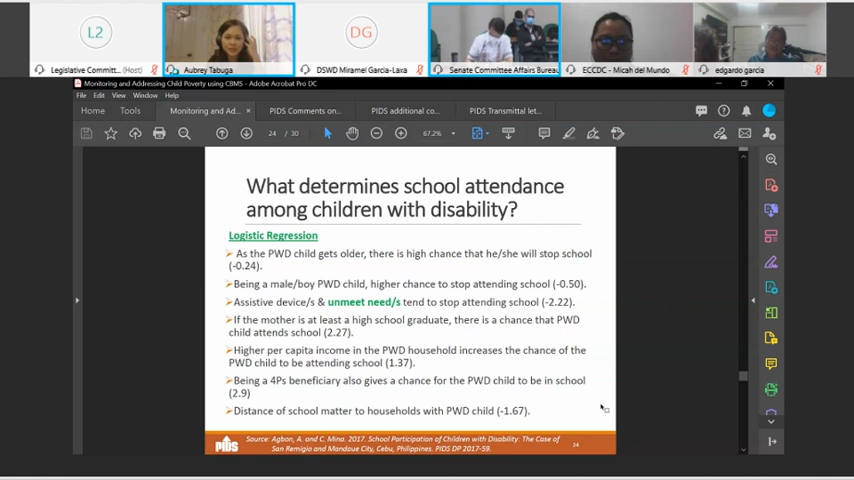 L2
DG
Legislative Committ... (Host)
Aubrey Tabuga
DSWD Miramel Garcia-Laxa
Senate Committee Affairs Bureau
ECCDC - Micah del Mundo
edgardo garcia
Monitoring and Addressing Child Poverty using CBMS - Adobe Acrobat Pro DC
File Edit View Window Help
Home Tools Monitoring and Ad... × PIDS Comments on... PIDS additional co... PIDS Transmittal let...
24 / 30 67.2%
What determines school attendance
among children with disability?
Logistic Regression
As the PWD child gets older, there is high chance that he/she will stop school
(-0.24).
Being a male/boy PWD child, higher chance to stop attending school (-0.50).
Assistive device/s & unmeet need/s tend to stop attending school (-2.22).
If the mother is at least a high school graduate, there is a chance that PWD
child attends school (2.27).
Higher per capita income in the PWD household increases the chance of the
PWD child to be attending school (1.37).
Being a 4Ps beneficiary also gives a chance for the PWD child to be in school
(2.9)
Distance of school matter to households with PWD child (-1.67).
PIDS
Source: Agbon, A. and C. Mina. 2017. School Participation of Children with Disability: The Case of
San Remigio and Mandaue City, Cebu, Philippines. PIDS DP 2017-59.
24